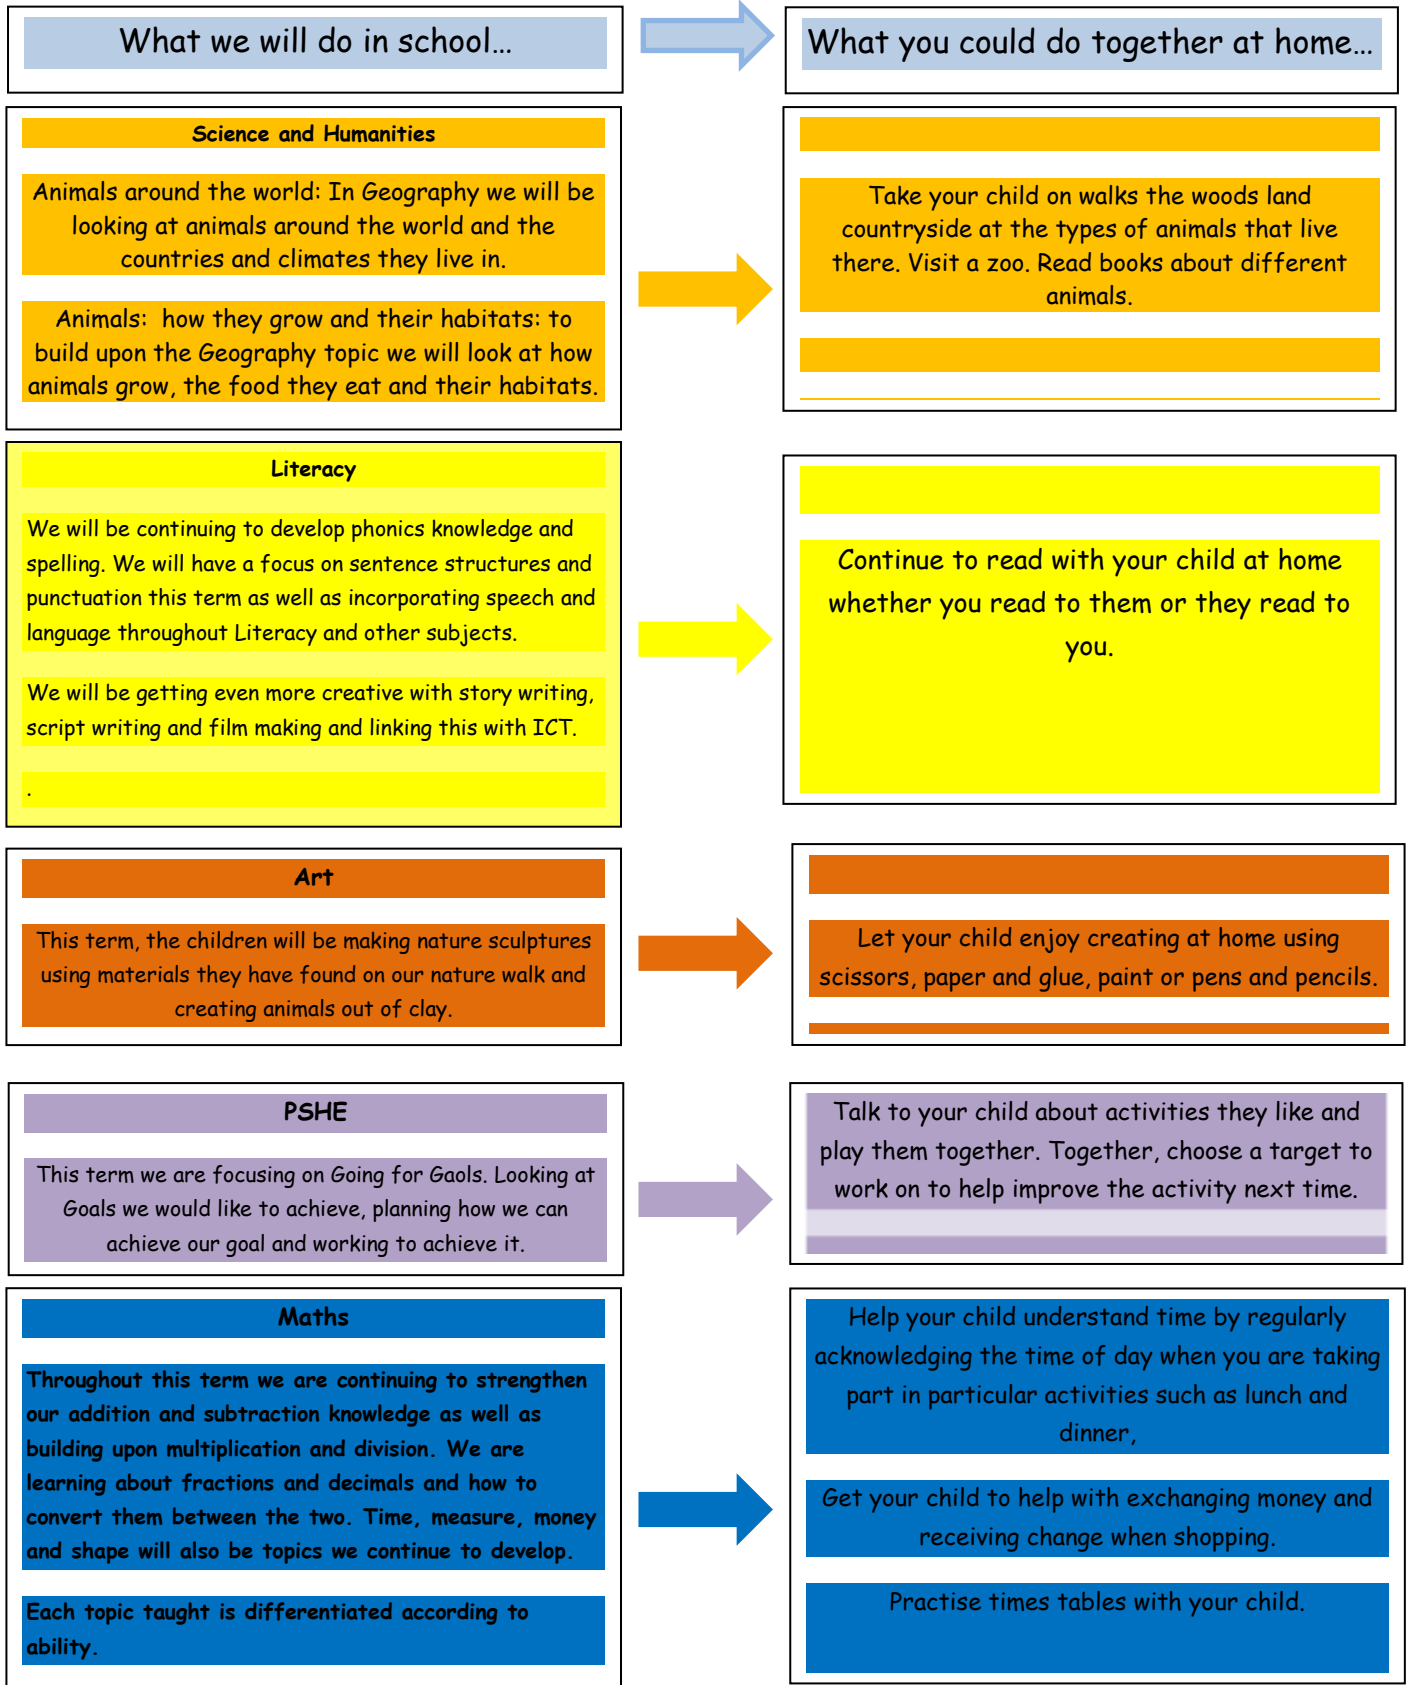 What we will do in school...
What you could do together at home...
Science and Humanities
Animals around the world: In Geography we will be
looking at animals around the world and the
countries and climates they live in.
Animals:  how they grow and their habitats: to
build upon the Geography topic we will look at how
animals grow, the food they eat and their habitats.
Take your child on walks the woods land
countryside at the types of animals that live
there. Visit a zoo. Read books about different
animals.
Literacy
We will be continuing to develop phonics knowledge and
spelling. We will have a focus on sentence structures and
punctuation this term as well as incorporating speech and
language throughout Literacy and other subjects.
We will be getting even more creative with story writing,
script writing and film making and linking this with ICT.
.
Continue to read with your child at home
whether you read to them or they read to
you.
Art
This term, the children will be making nature sculptures
using materials they have found on our nature walk and
creating animals out of clay.
Let your child enjoy creating at home using
scissors, paper and glue, paint or pens and pencils.
PSHE
This term we are focusing on Going for Gaols. Looking at
Goals we would like to achieve, planning how we can
achieve our goal and working to achieve it.
Talk to your child about activities they like and
play them together. Together, choose a target to
work on to help improve the activity next time.
Maths
Throughout this term we are continuing to strengthen
our addition and subtraction knowledge as well as
building upon multiplication and division. We are
learning about fractions and decimals and how to
convert them between the two. Time, measure, money
and shape will also be topics we continue to develop.
Each topic taught is differentiated according to
ability.
Help your child understand time by regularly
acknowledging the time of day when you are taking
part in particular activities such as lunch and
dinner,
Get your child to help with exchanging money and
receiving change when shopping.
Practise times tables with your child.